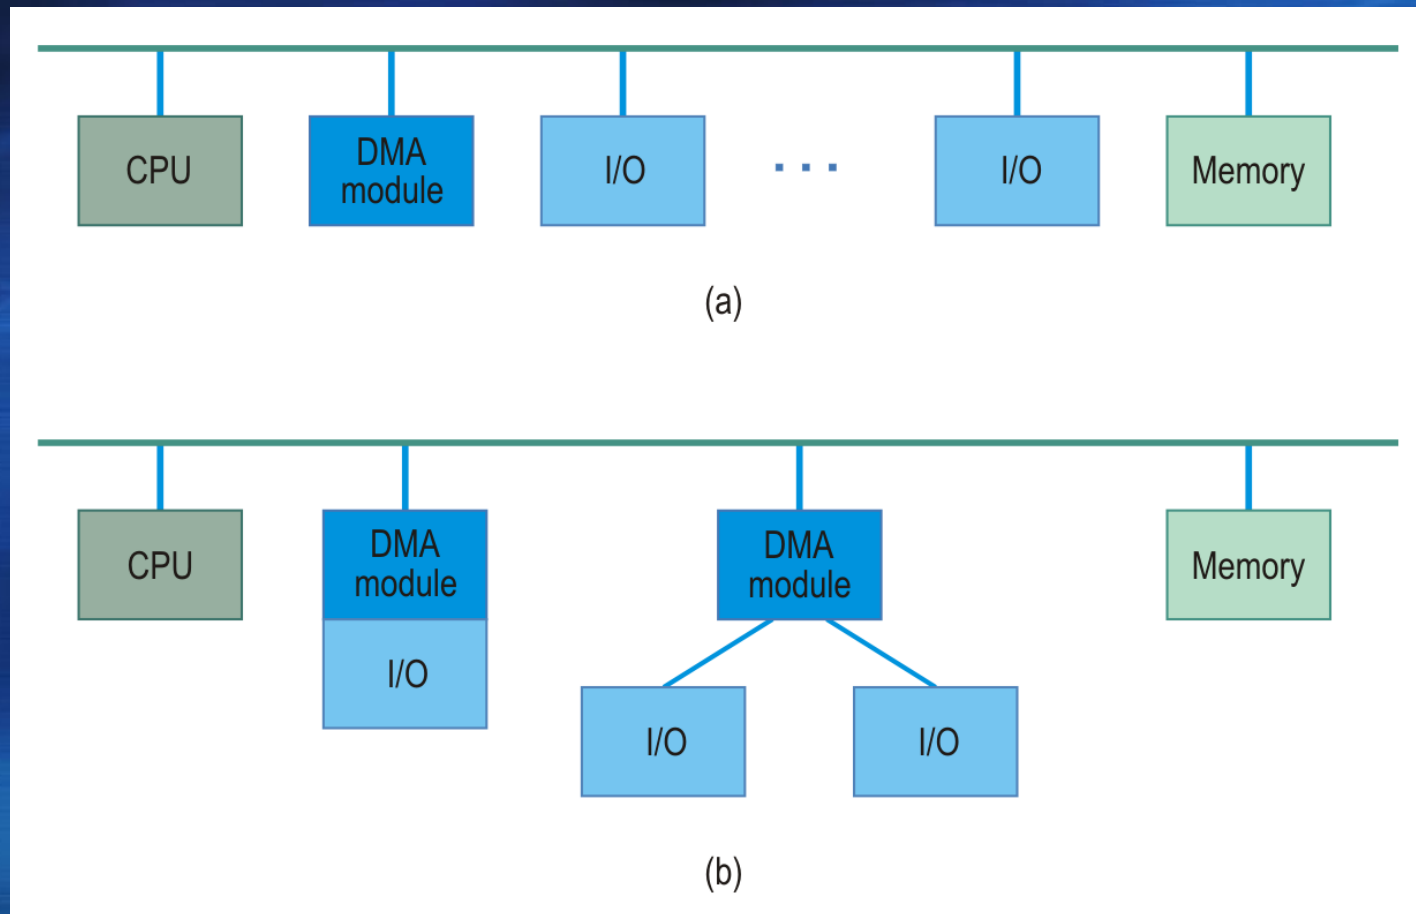 CPU
DMA
module
I/O
. . .
I/O
Memory
(a)
CPU
DMA
module
I/O
DMA
module
I/O
I/O
Memory
(b)